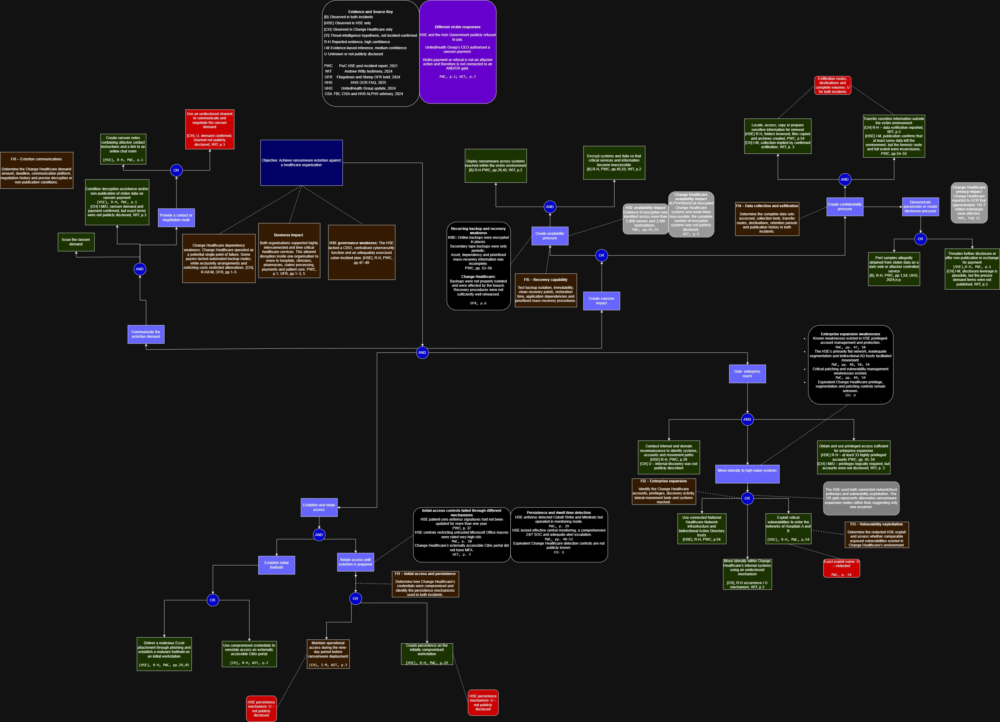 Evidence and Source Key
[B] Observed in both incidents
[HSE] Observed in HSE only
[CH] Observed in Change Healthcare only
[TI] Threat-intelligence hypothesis, not incident-confirmed
R-H Reported evidence, high confidence
I-M Evidence-based inference, medium confidence
U Unknown or not publicly disclosed
PWC PwC HSE post-incident report, 2021
WIT Andrew Witty testimony, 2024
OFR Fliegelman and Stemp OFR brief, 2024
HHS HHS OCR FAQ, 2025
UHG UnitedHealth Group update, 2024
CSA FBI, CISA and HHS ALPHV advisory, 2024
Different victim responses
HSE and the Irish Government publicly refused
to pay.
UnitedHealth Group's CEO authorised a
ransom payment.
Victim payment or refusal is not an attacker
action and therefore is not connected to an
AND/OR gate.
PWC, p.1; WIT, p.3
Exfiltration routes,
destinations and
complete volumes: U
for both incidents
Use an undisclosed channel
to communicate and
negotiate the ransom
demand
[CH], U, demand confirmed,
channel not publicly
disclosed, WIT, p.3
Create ransom notes
containing attacker contact
instructions and a link to an
online chat room
[HSE], R-H, PWC, p.1
FI6 – Extortion communications
Determine the Change Healthcare demand
amount, deadline, communication platform,
negotiation history and precise decryption or
non-publication conditions.
OR
Objective: Achieve ransomware extortion against
a healthcare organisation
Condition decryption assistance and/or
non-publication of stolen data on
ransom payment
[HSE], R-H, PWC, p.1
[CH] I-M/U, ransom demand and
payment confirmed, but exact terms
were not publicly disclosed, WIT, p.3
Provide a contact or
negotiation route
Issue the ransom
demand
AND
Change Healthcare dependency
weakness: Change Healthcare operated as
a potential single point of failure. Some
payers lacked automated backup routes,
while exclusivity arrangements and
switching costs restricted alternatives. [CH],
R-H/I-M, OFR, pp.1–5
Business Impact
Both organisations supported highly
interconnected and time critical
healthcare services. This allowed
disruption inside one organisation to
move to hospitals, clinicians,
pharmacies, claims processing,
payments and patient care. PWC,
p.1; OFR, pp.1–3, 5
HSE governance weakness: The HSE
lacked a CISO, centralised cybersecurity
function and an adequately exercised
cyber-incident plan. [HSE], R-H, PWC,
pp.47–49
Communicate the
extortion demand
AND
Deploy ransomware across systems
reached within the victim environment
[B] R-H PWC, pp.29,45; WIT, p.2
Encrypt systems and data so that
critical services and information
become inaccessible
[B] R-H, PWC, pp.45,55; WIT, p.2
AND
HSE availability impact
Evidence of encryption was
identified across more than
2,800 servers and 3,500
workstations.
PWC, pp.45,55
Change Healthcare
availability impact
ALPHV/BlackCat encrypted
Change Healthcare
systems and made them
inaccessible; the complete
number of encrypted
systems was not publicly
disclosed.
WIT, p.2
Recurring backup and recovery
weakness
HSE: Online backups were encrypted
in places.
Secondary tape backups were only
periodic.
Asset, dependency and prioritised
mass-recovery information was
incomplete.
PWC, pp. 53–56
Change Healthcare:
Backups were not properly isolated
and were affected by the breach.
Recovery procedures were not
sufficiently well rehearsed.
OFR, p.6
Create availability
pressure
OR
FI5 – Recovery capability
Test backup isolation, immutability,
clean recovery points, restoration
time, application dependencies and
prioritised mass-recovery procedures.
Create coercive
impact
Locate, access, copy or prepare
sensitive information for removal
[HSE] R-H, folders browsed, files copied
and archives created, PWC, p.54
[CH] I-M, collection implied by confirmed
exfiltration, WIT, p. 3
Transfer sensitive information outside
the victim environment
[CH] R-H – data exfiltration reported,
WIT, p.3
[HSE] I-M, publication confirms that
at least some data left the
environment, but the forensic route
and full extent were inconclusive,
PWC, pp.54–55
AND
FI4 – Data collection and exfiltration
Determine the complete data sets
accessed, collection tools, transfer
routes, destinations, retention periods
and publication history in both
incidents.
Create confidentiality
pressure
Demonstrate
possession or create
disclosure pressure
Change Healthcare
privacy impact
Change Healthcare
reported to OCR that
approximately 192.7
million individuals
were affected.
HHS, FAQ 11
OR
Post samples allegedly
obtained from stolen data on a
dark web or attacker controlled
service
[B], R-H, PWC, pp.1,54; UHG,
2024,n.p.
Threaten further disclosure or
offer non-publication in exchange
for payment
[HSE],R-H, PWC, p.1
[CH] I-M, disclosure leverage is
plausible, but the precise
demand terms were not
published, WIT, p.3
Enterprise expansion weaknesses
• Known weaknesses existed in HSE privileged-
account management and protection.
PWC, pp. 47, 50
• The HSE's primarily flat network, inadequate
segmentation and bidirectional AD trusts facilitated
movement.
PWC, pp. 48, 50, 54
• Critical patching and vulnerability-management
weaknesses existed.
PWC, pp. 49, 54
• Equivalent Change Healthcare privilege,
segmentation and patching controls remain
unknown.
CH: U
Gain enterprise
reach
AND
Conduct internal and domain
reconnaissance to identify systems,
accounts and movement paths
[HSE] R-H, PWC, p.29
[CH] U – internal discovery was not
publicly described
Obtain and use privileged access sufficient
for enterprise expansion
[HSE] R-H – at least 33 highly privileged
accounts PWC, pp. 45, 54
[CH] I-M/U – privileges logically required, but
accounts were not disclosed, WIT, p. 3
Move laterally to high-value systems
FI2 – Enterprise expansion
Identify the Change Healthcare
accounts, privileges, discovery activity,
lateral-movement tools and systems
reached.
OR
The HSE used both connected network/trust
pathways and vulnerability exploitation. The
OR gate represents alternative ransomware
expansion routes rather than suggesting only
one occurred.
Use connected National
Healthcare Network
infrastructure and
bidirectional Active Directory
trusts
[HSE], R-H, PWC, p.54
Exploit critical
vulnerabilities to enter the
networks of Hospitals A and
B
[HSE], R-H, PWC, p.54
FI3 – Vulnerability exploitation
Determine the redacted HSE exploit
and assess whether comparable
exposed vulnerabilities existed in
Change Healthcare's environment.
Move laterally within Change
Healthcare's internal systems
using an undisclosed
mechanism
[CH], R-H occurrence / U
mechanism, WIT, p.3
Exact exploit name: U
– redacted
PWC, p. 54
Establish and retain
access
AND
Initial-access controls failed through different
mechanisms
HSE patient-zero antivirus signatures had not been
updated for more than one year.
PWC, p. 37
HSE controls restricting untrusted Microsoft Office macros
were rated very-high risk.
PWC, p. 50
Change Healthcare's externally accessible Citrix portal did
not have MFA.
WIT, p. 3
Persistence and dwell-time detection
HSE antivirus detected Cobalt Strike and Mimikatz but
operated in monitoring mode.
PWC, p. 29
HSE lacked effective central monitoring, a comprehensive
24/7 SOC and adequate alert escalation.
PWC, pp. 48–52
Equivalent Change Healthcare detection controls are not
publicly known.
CH: U
Establish initial
foothold
Retain access until
extortion is prepared
FI1 – Initial access and persistence
Determine how Change Healthcare's
credentials were compromised and
identify the persistence mechanisms
used in both incidents.
OR
OR
Deliver a malicious Excel
attachment through phishing and
establish a malware foothold on
an initial workstation
[HSE], R-H, PWC, pp.29,45
Use compromised credentials to
remotely access an externally
accessible Citrix portal
[CH], R-H, WIT, p.3
Maintain operational
access during the nine-
day period before
ransomware deployment
[CH], I-M, WIT, p.3
Create persistence on the
initially compromised
workstation
[HSE], R-H, PWC, p.29
HSE persistence
mechanism: U –
not publicly
disclosed
HSE persistence
mechanism: U –
not publicly
disclosed